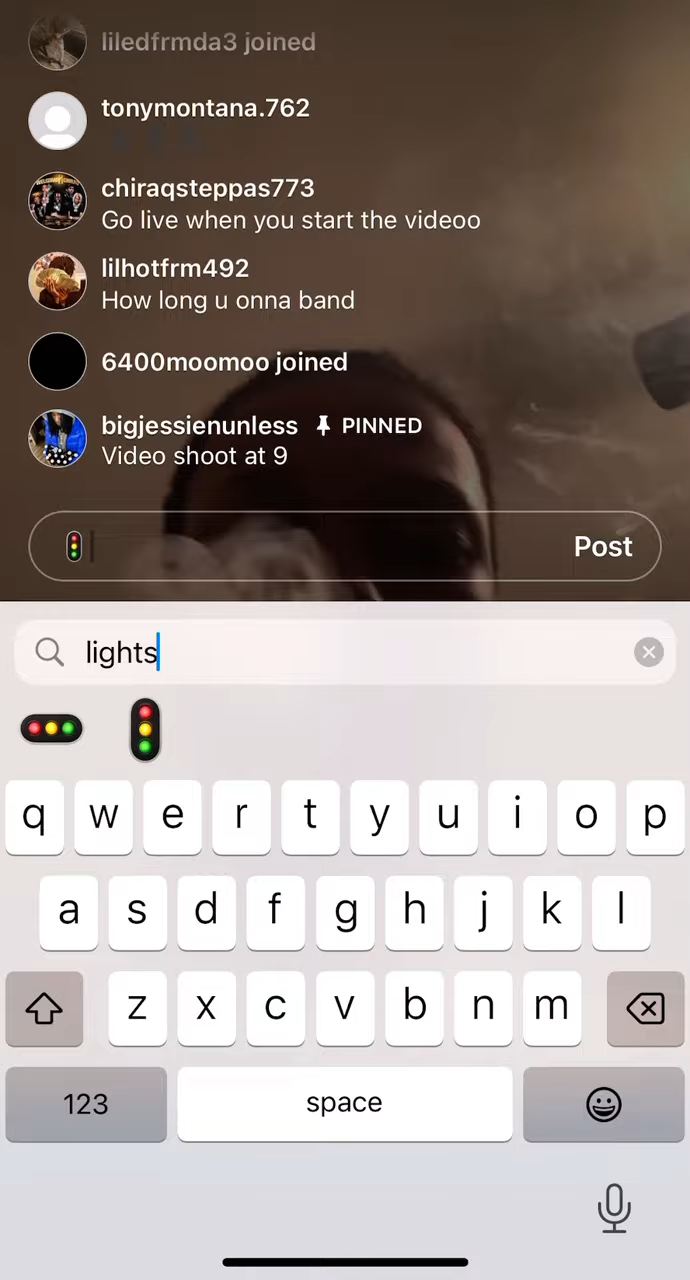 liledfrmda3 joined
tonymontana.762
chiraqsteppas773
Go live when you start the videoo
lilhotfrm492
How long u onna band
6400moomoo joined
bigjessienunless PINNED
Video shoot at 9
Post
lights
q w e r t y u i o p
a s d f g h j k l
z x c v b n m
123 space